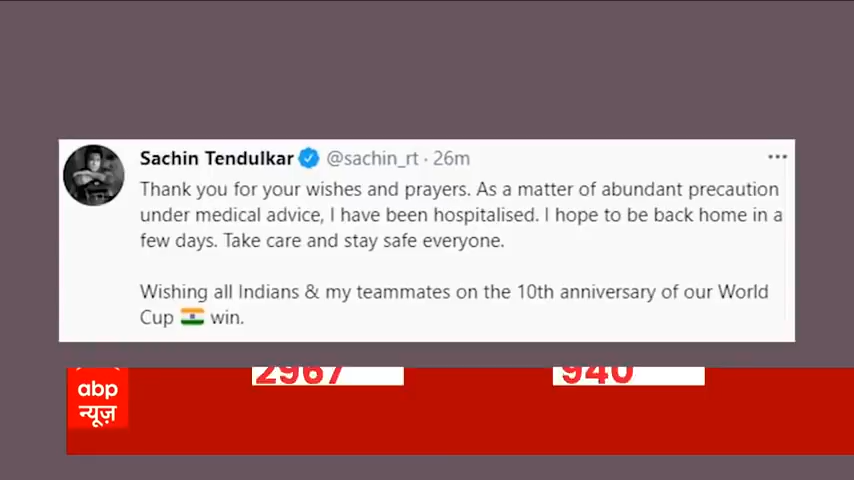 Sachin Tendulkar @sachin_rt · 26m
Thank you for your wishes and prayers. As a matter of abundant precaution
under medical advice, I have been hospitalised. I hope to be back home in a
few days. Take care and stay safe everyone.
Wishing all Indians & my teammates on the 10th anniversary of our World
Cup 🇮🇳 win.
2967 940
abp
न्यूज़